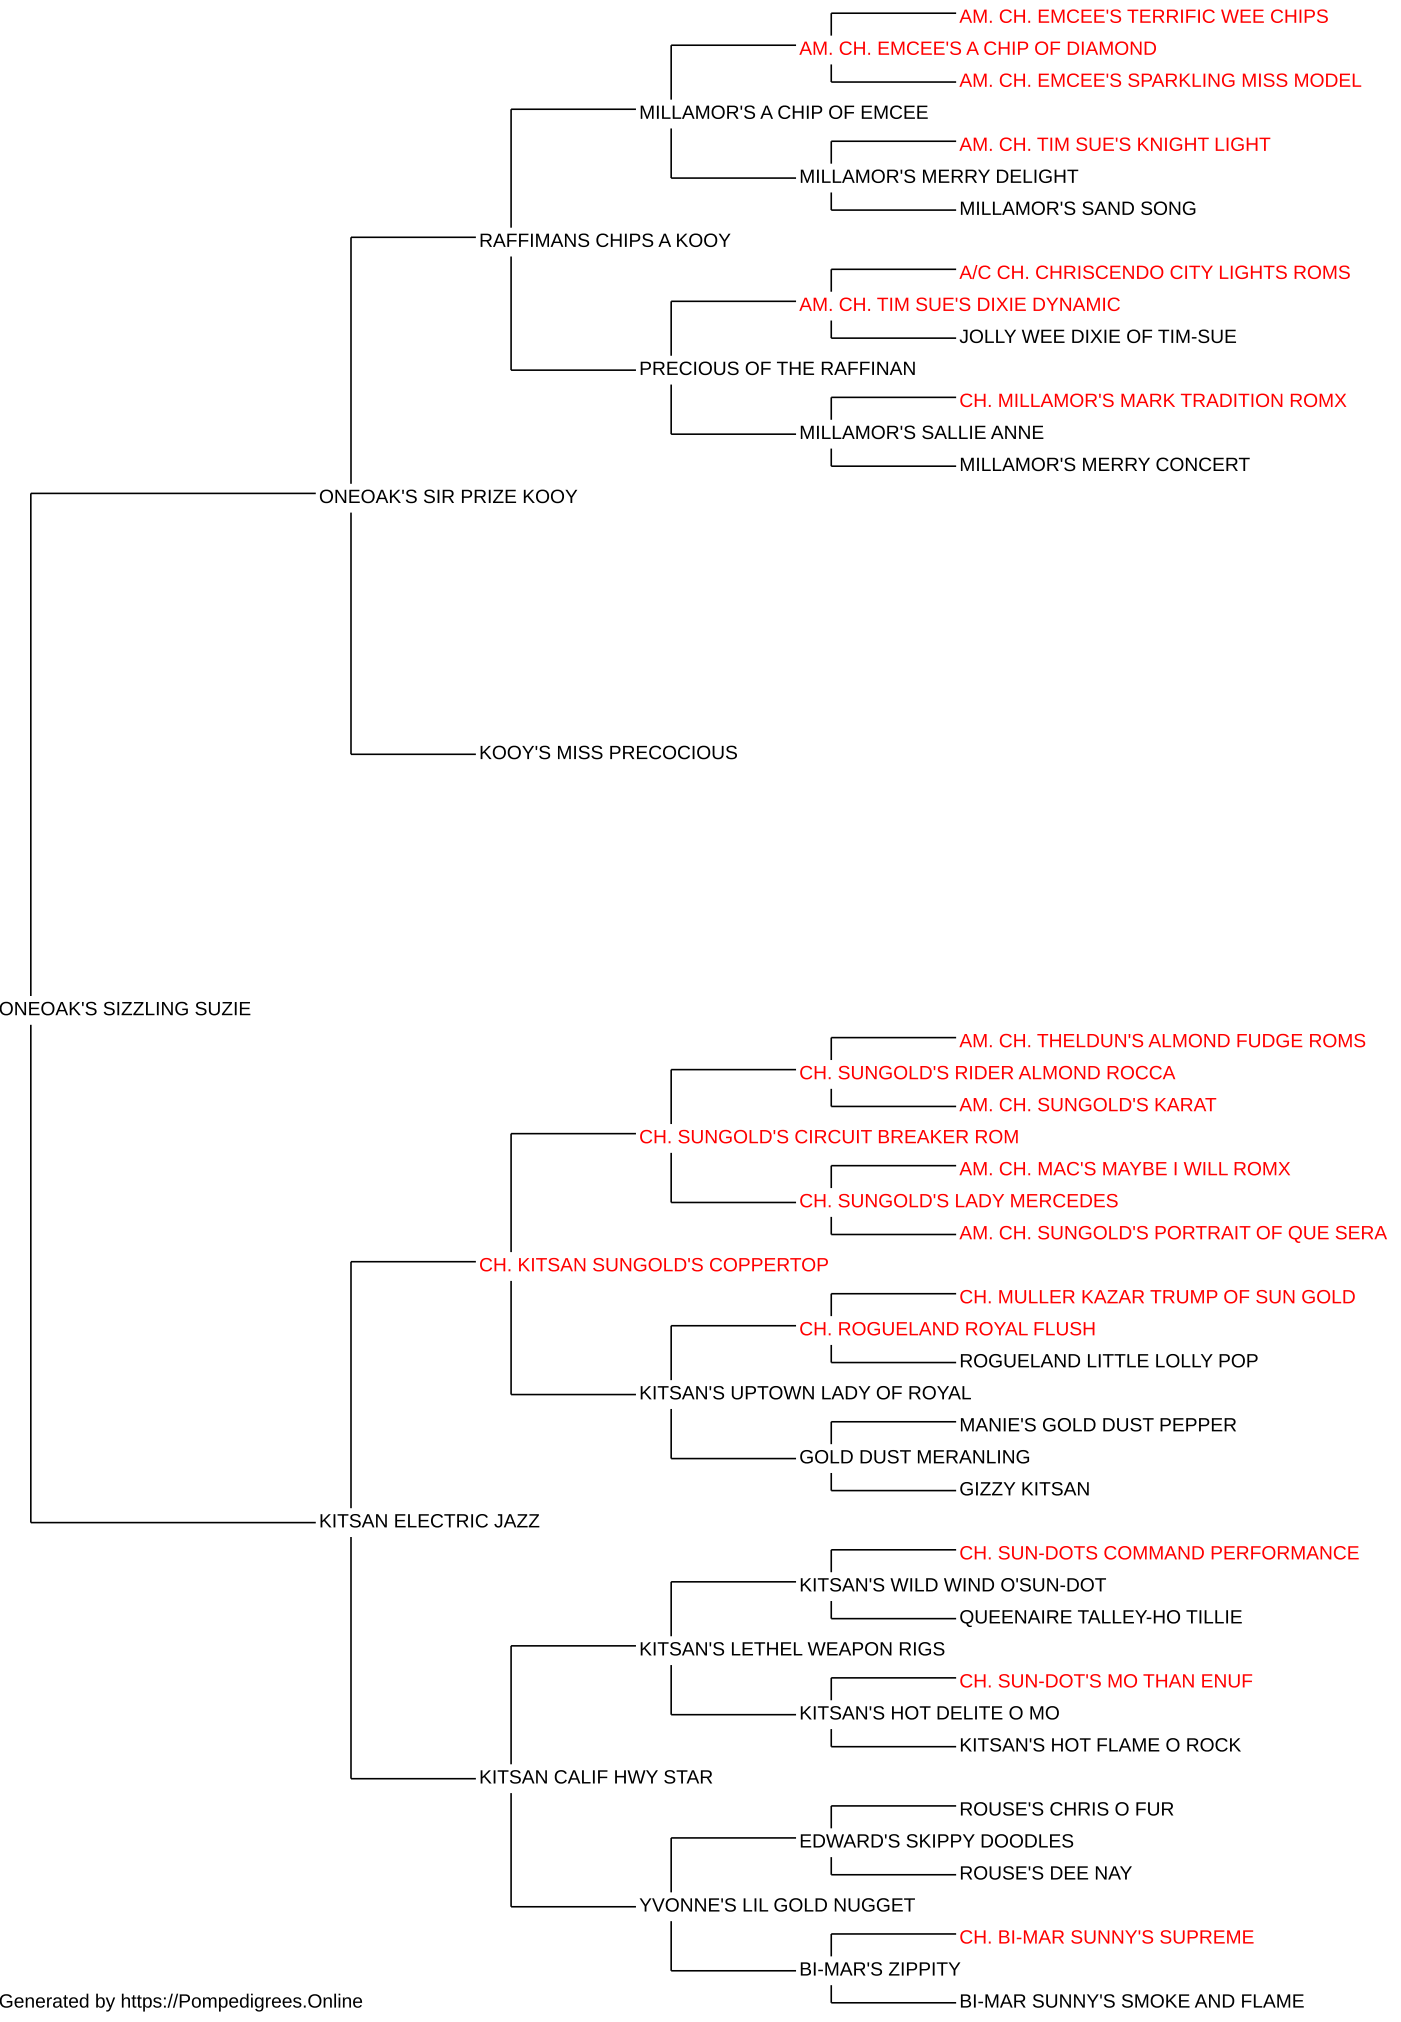 AM. CH. EMCEE'S TERRIFIC WEE CHIPS
AM. CH. EMCEE'S A CHIP OF DIAMOND
AM. CH. EMCEE'S SPARKLING MISS MODEL
MILLAMOR'S A CHIP OF EMCEE
AM. CH. TIM SUE'S KNIGHT LIGHT
MILLAMOR'S MERRY DELIGHT
MILLAMOR'S SAND SONG
RAFFIMANS CHIPS A KOOY
A/C CH. CHRISCENDO CITY LIGHTS ROMS
AM. CH. TIM SUE'S DIXIE DYNAMIC
JOLLY WEE DIXIE OF TIM-SUE
PRECIOUS OF THE RAFFINAN
CH. MILLAMOR'S MARK TRADITION ROMX
MILLAMOR'S SALLIE ANNE
MILLAMOR'S MERRY CONCERT
ONEOAK'S SIR PRIZE KOOY
KOOY'S MISS PRECOCIOUS
ONEOAK'S SIZZLING SUZIE
AM. CH. THELDUN'S ALMOND FUDGE ROMS
CH. SUNGOLD'S RIDER ALMOND ROCCA
AM. CH. SUNGOLD'S KARAT
CH. SUNGOLD'S CIRCUIT BREAKER ROM
AM. CH. MAC'S MAYBE I WILL ROMX
CH. SUNGOLD'S LADY MERCEDES
AM. CH. SUNGOLD'S PORTRAIT OF QUE SERA
CH. KITSAN SUNGOLD'S COPPERTOP
CH. MULLER KAZAR TRUMP OF SUN GOLD
CH. ROGUELAND ROYAL FLUSH
ROGUELAND LITTLE LOLLY POP
KITSAN'S UPTOWN LADY OF ROYAL
MANIE'S GOLD DUST PEPPER
GOLD DUST MERANLING
GIZZY KITSAN
KITSAN ELECTRIC JAZZ
CH. SUN-DOTS COMMAND PERFORMANCE
KITSAN'S WILD WIND O'SUN-DOT
QUEENAIRE TALLEY-HO TILLIE
KITSAN'S LETHEL WEAPON RIGS
CH. SUN-DOT'S MO THAN ENUF
KITSAN'S HOT DELITE O MO
KITSAN'S HOT FLAME O ROCK
KITSAN CALIF HWY STAR
ROUSE'S CHRIS O FUR
EDWARD'S SKIPPY DOODLES
ROUSE'S DEE NAY
YVONNE'S LIL GOLD NUGGET
CH. BI-MAR SUNNY'S SUPREME
BI-MAR'S ZIPPITY
BI-MAR SUNNY'S SMOKE AND FLAME
Generated by https://Pompedigrees.Online